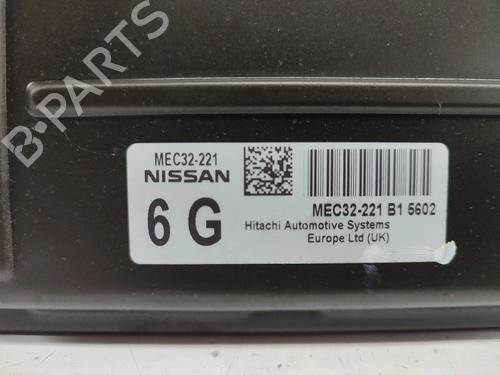 MEC32-221
NISSAN
6 G
MEC32-221 B1 5602
Hitachi Automotive Systems
Europe Ltd (UK)
B-PARTS